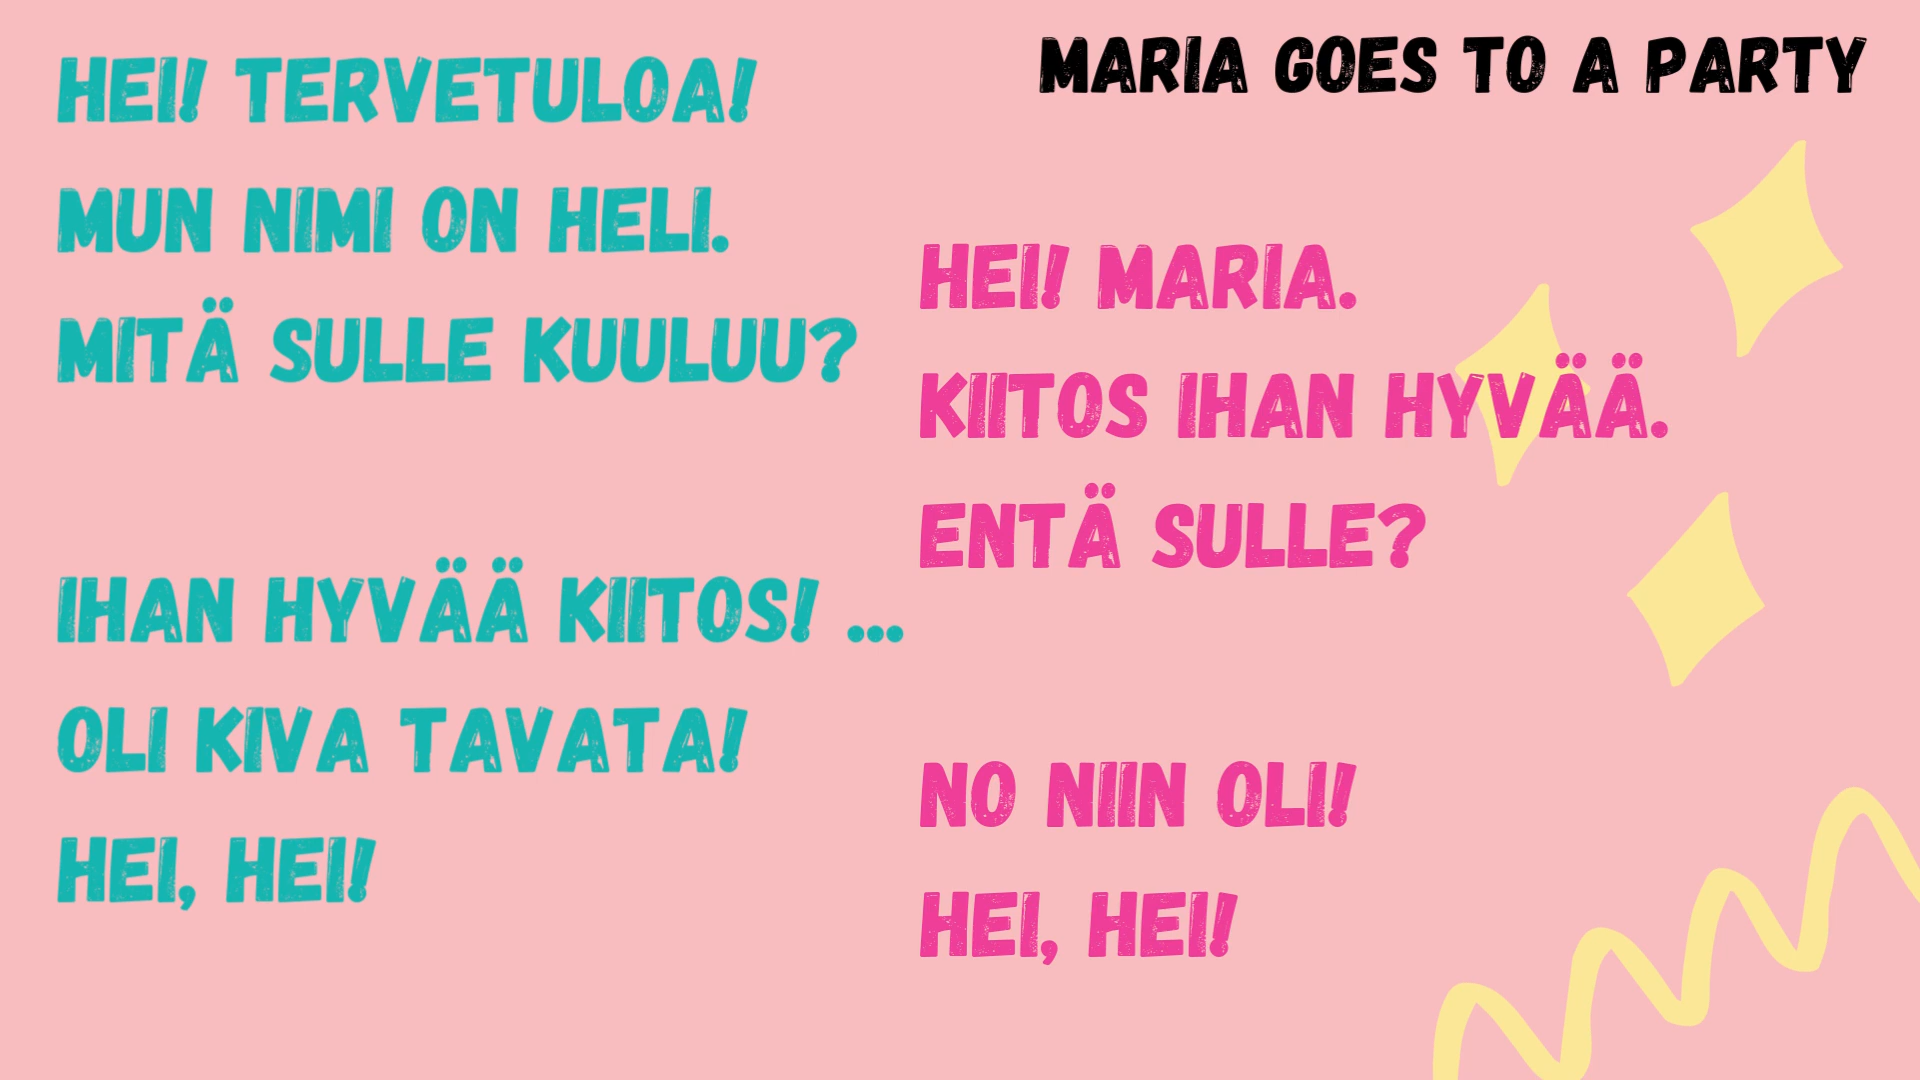 MARIA GOES TO A PARTY
HEI! TERVETULOA!
MUN NIMI ON HELI.
MITÄ SULLE KUULUU?
HEI! MARIA.
KIITOS IHAN HYVÄÄ.
ENTÄ SULLE?
IHAN HYVÄÄ KIITOS! ...
OLI KIVA TAVATA!
HEI, HEI!
NO NIIN OLI!
HEI, HEI!